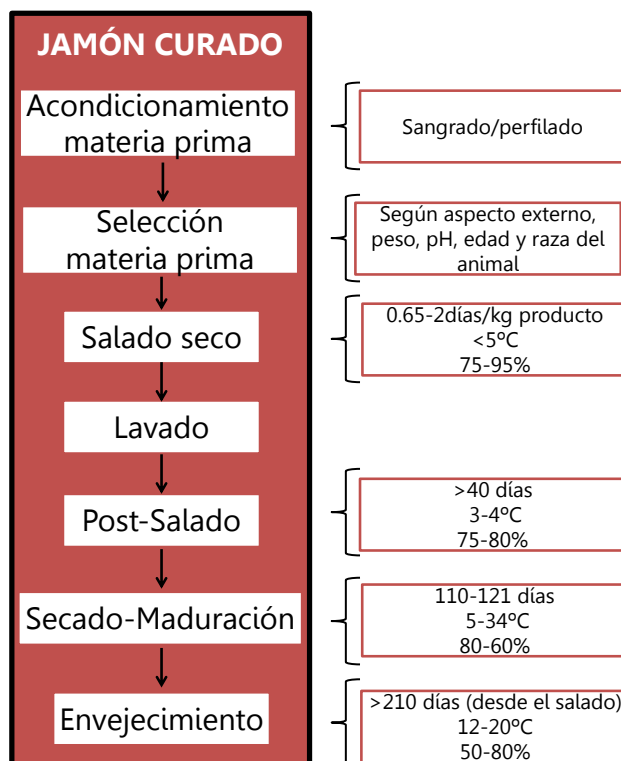 JAMÓN CURADO
Acondicionamiento
materia prima
Sangrado/perfilado
Selección
materia prima
Según aspecto externo,
peso, pH, edad y raza del
animal
Salado seco
0.65-2días/kg producto
<5ºC
75-95%
Lavado
Post-Salado
>40 días
3-4ºC
75-80%
Secado-Maduración
110-121 días
5-34ºC
80-60%
Envejecimiento
>210 días (desde el salado)
12-20ºC
50-80%